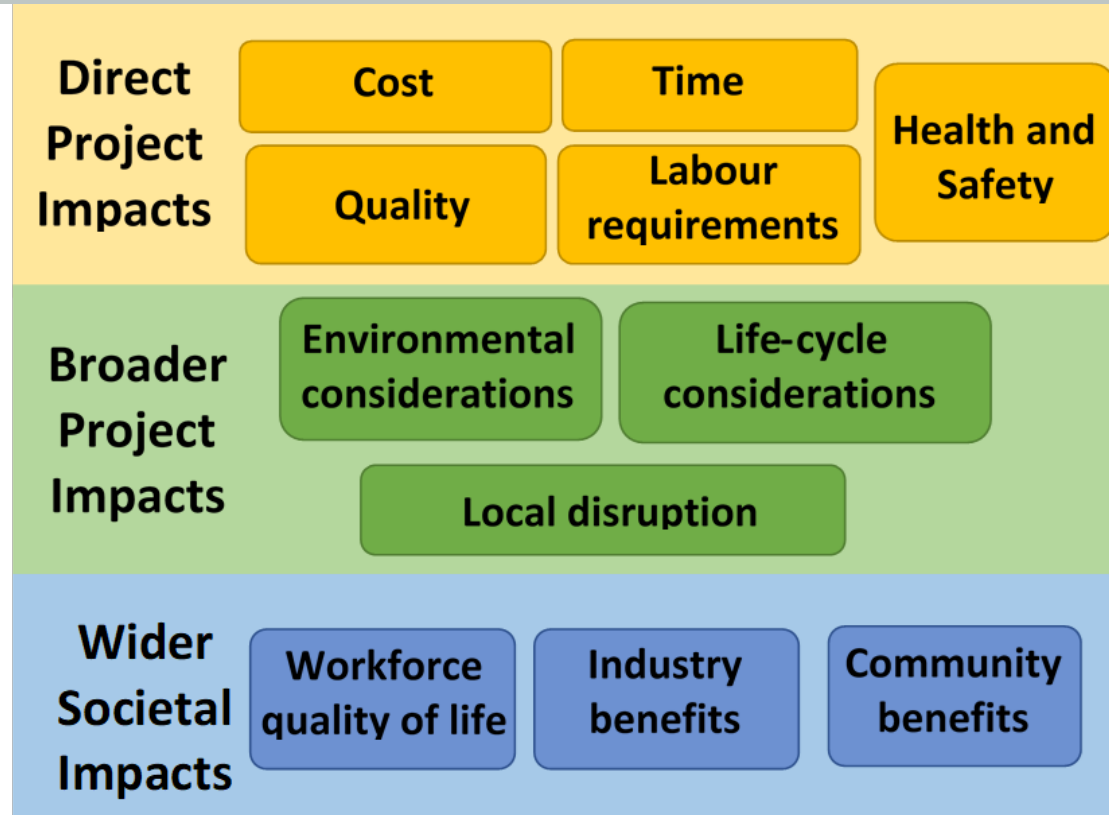 Direct
Project
Impacts
Cost
Time
Health and
Safety
Quality
Labour
requirements
Broader
Project
Impacts
Environmental
considerations
Life-cycle
considerations
Local disruption
Wider
Societal
Impacts
Workforce
quality of life
Industry
benefits
Community
benefits